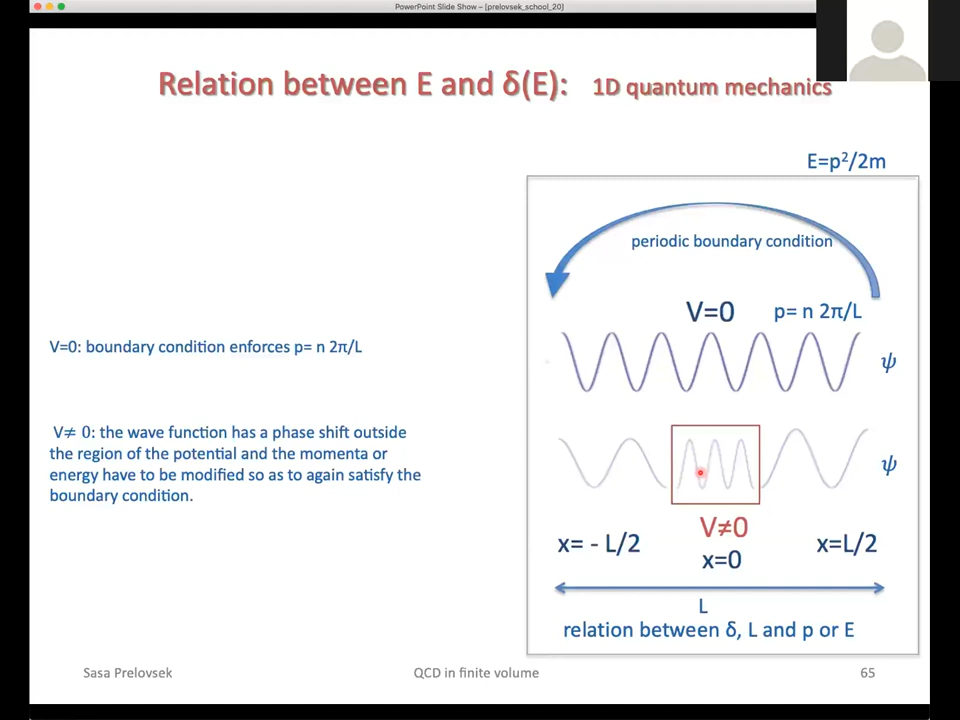 PowerPoint Slide Show – [prelovsek_school_20]
Relation between E and δ(E): 1D quantum mechanics
E=p²/2m
periodic boundary condition
V=0 p= n 2π/L
V=0: boundary condition enforces p= n 2π/L
ψ
V≠ 0: the wave function has a phase shift outside
the region of the potential and the momenta or
energy have to be modified so as to again satisfy the
boundary condition.
ψ
V≠0
x= - L/2 x=0 x=L/2
L
relation between δ, L and p or E
Sasa Prelovsek QCD in finite volume 65